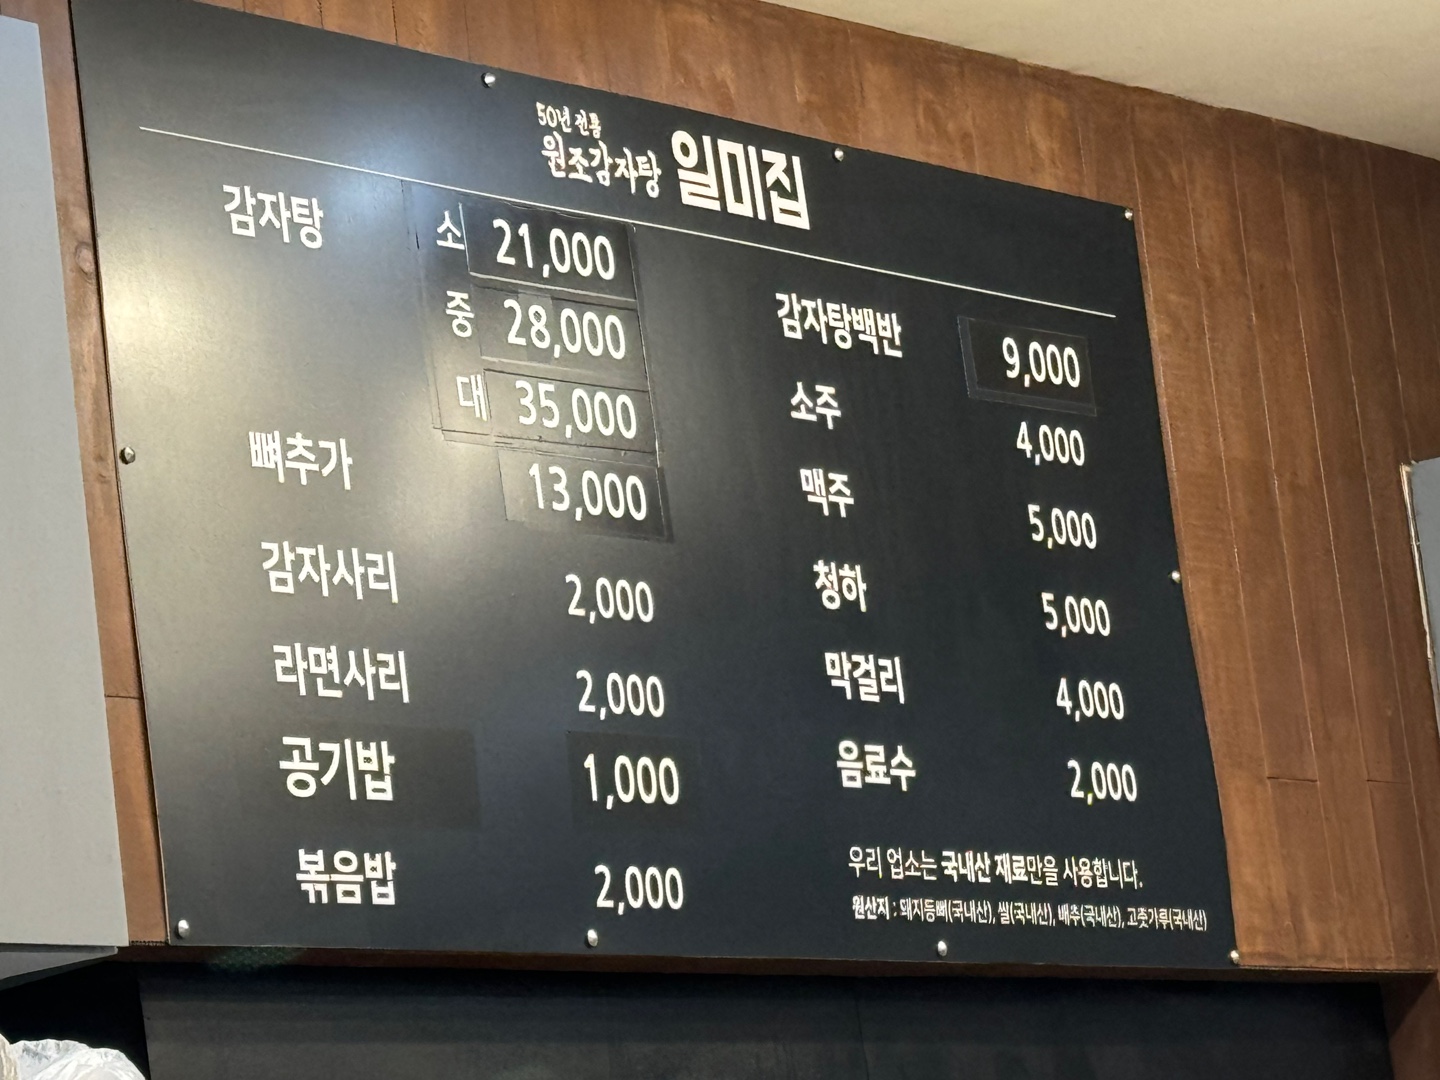 50년 전통
원조감자탕 일미집
감자탕 소 21,000
중 28,000
대 35,000
뼈추가 13,000
감자사리 2,000
라면사리 2,000
공기밥 1,000
볶음밥 2,000
감자탕백반 9,000
소주 4,000
맥주 5,000
청하 5,000
막걸리 4,000
음료수 2,000
우리 업소는 국내산 재료만을 사용합니다.
원산지 : 돼지등뼈(국내산), 쌀(국내산), 배추(국내산), 고춧가루(국내산)